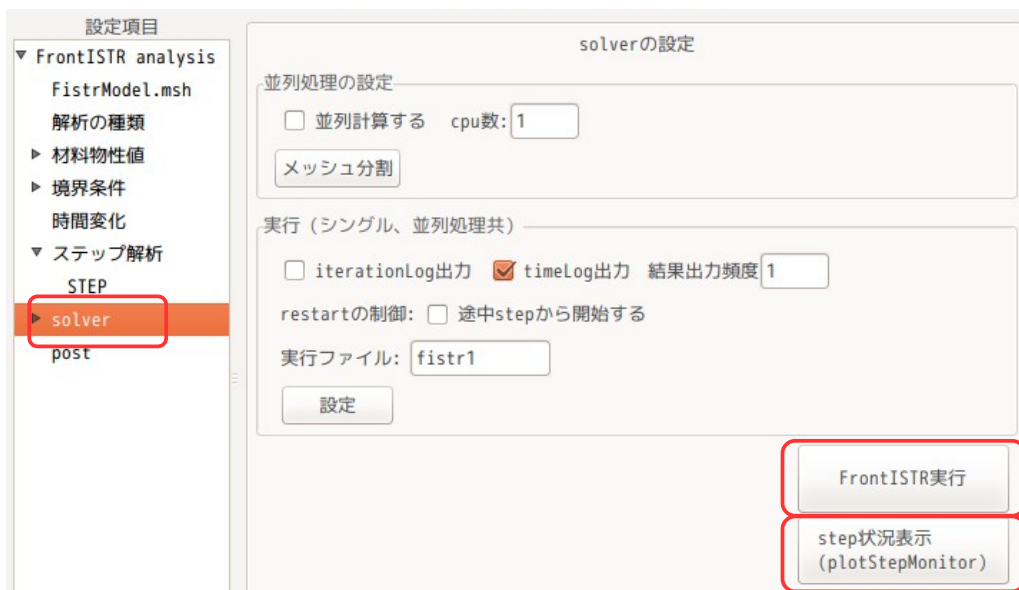 設定項目
FrontISTR analysis
FistrModel.msh
解析の種類
材料物性値
境界条件
時間変化
ステップ解析
STEP
solver
post
solverの設定
並列処理の設定
並列計算する cpu数: 1
メッシュ分割
実行（シングル、並列処理共）
iterationLog出力 timeLog出力 結果出力頻度 1
restartの制御: 途中stepから開始する
実行ファイル: fistr1
設定
FrontISTR実行
step状況表示
(plotStepMonitor)